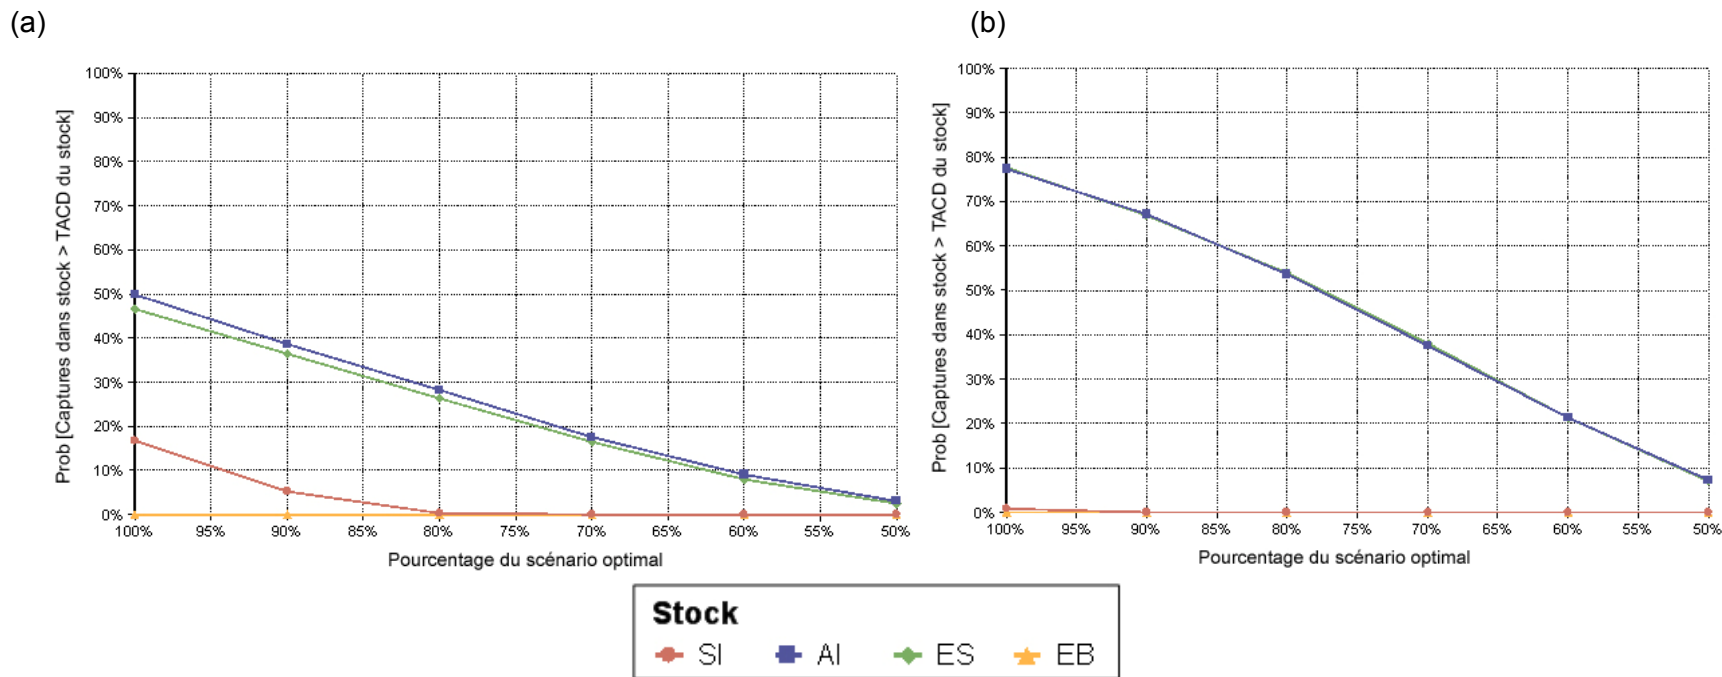 (a)
(b)
Prob [Captures dans stock > TACD du stock]
100%
90%
80%
70%
60%
50%
40%
30%
20%
10%
0%
100% 95% 90% 85% 80% 75% 70% 65% 60% 55% 50%
Pourcentage du scénario optimal
Prob [Captures dans stock > TACD du stock]
100%
90%
80%
70%
60%
50%
40%
30%
20%
10%
0%
100% 95% 90% 85% 80% 75% 70% 65% 60% 55% 50%
Pourcentage du scénario optimal
Stock
SI AI ES EB